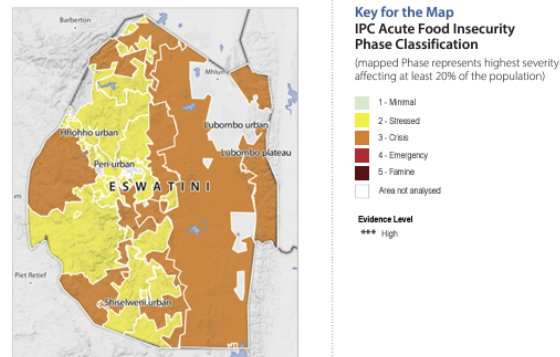 Barberton
Mhlume
Hhohho urban
Lubombo urban
Lubombo plateau
Peri-urban
ESWATINI
Piet Retief
Shiselweni urban
Key for the Map
IPC Acute Food Insecurity
Phase Classification
(mapped Phase represents highest severity
affecting at least 20% of the population)
1 - Minimal
2 - Stressed
3 - Crisis
4 - Emergency
5 - Famine
Area not analysed
Evidence Level
*** High